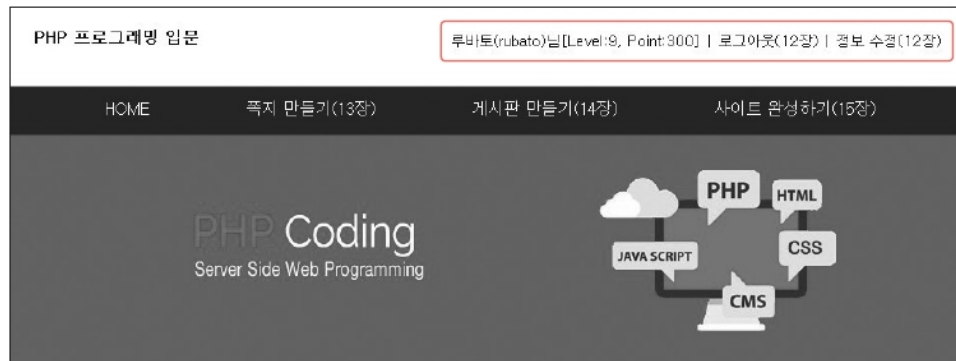 PHP 프로그래밍 입문
루바토(rubato)님[Level:9, Point:300] | 로그아웃(12장) | 정보 수정(12장)
HOME 쪽지 만들기(13장) 게시판 만들기(14장) 사이트 완성하기(15장)
PHP Coding
Server Side Web Programming
PHP
HTML
JAVA SCRIPT
CSS
CMS